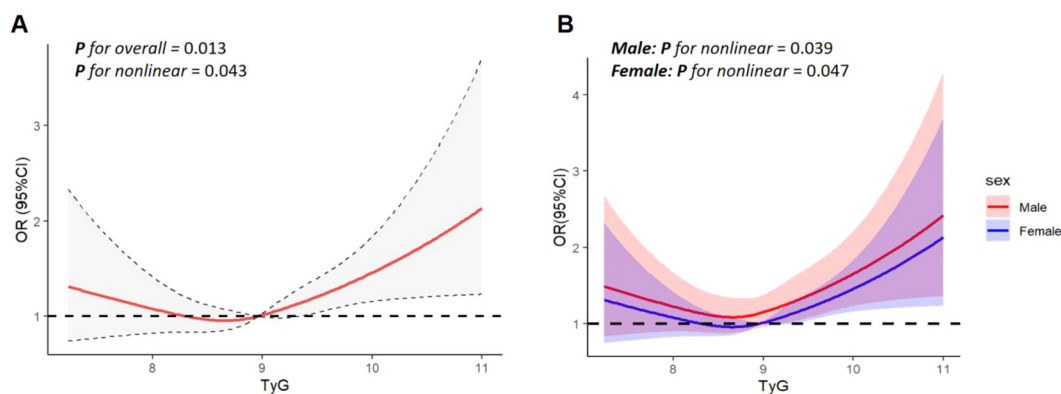 A
P for overall = 0.013
P for nonlinear = 0.043
OR (95%CI)
3
2
1
8
9
10
11
TyG
B
Male: P for nonlinear = 0.039
Female: P for nonlinear = 0.047
OR(95%CI)
4
3
2
1
8
9
10
11
TyG
sex
Male
Female